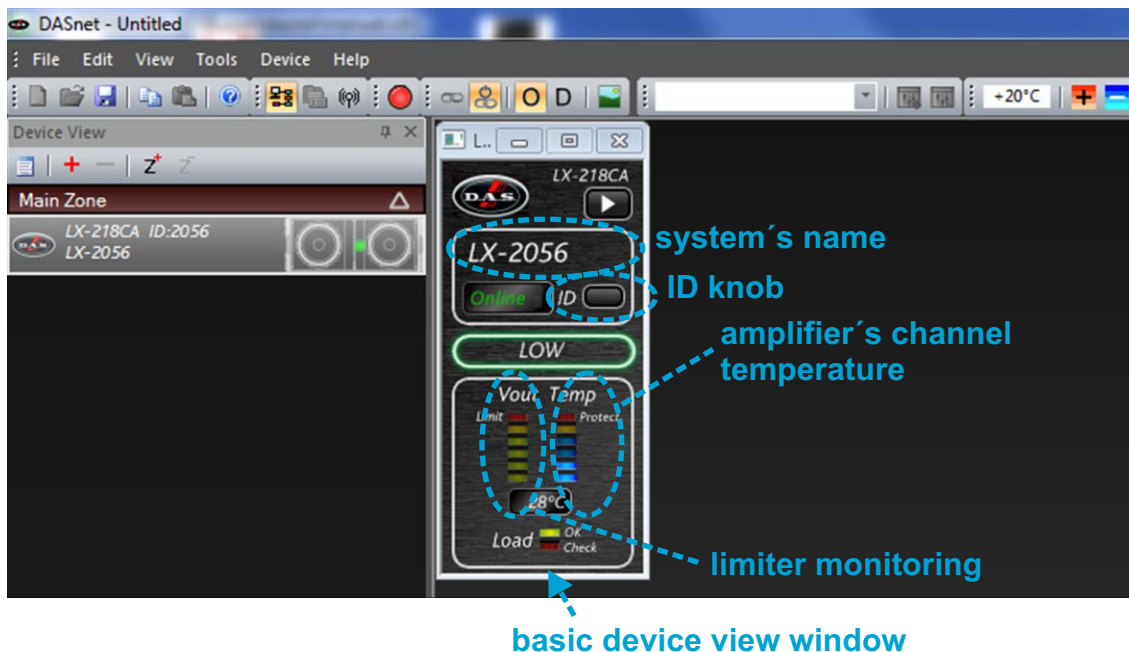 DASnet - Untitled
File Edit View Tools Device Help
O D +20°C
Device View
Z+ Z-
Main Zone
DAS LX-218CA ID:2056
LX-2056
L..
LX-218CA
DAS
LX-2056
Online ID
LOW
Vout Temp
Limit Protect
28°C
Load OK
Check
system´s name
ID knob
amplifier´s channel
temperature
limiter monitoring
basic device view window